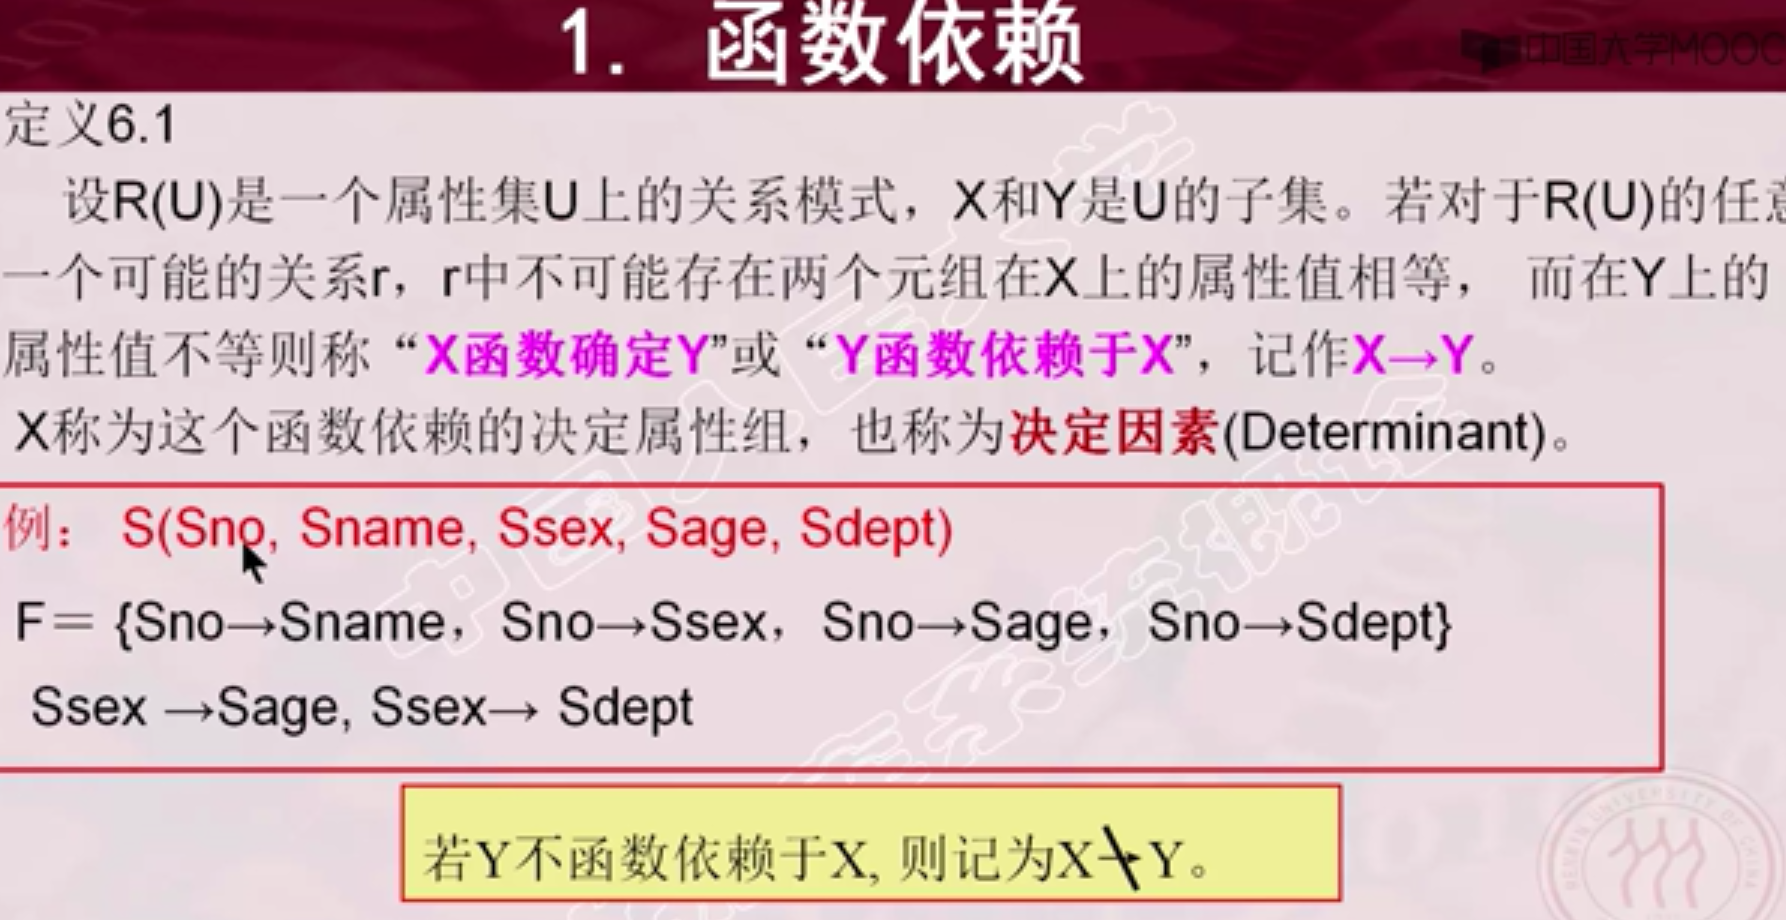 1. 函数依赖
中国大学MOOC
定义6.1
设R(U)是一个属性集U上的关系模式，X和Y是U的子集。若对于R(U)的任意
一个可能的关系r，r中不可能存在两个元组在X上的属性值相等， 而在Y上的
属性值不等则称“X函数确定Y”或“Y函数依赖于X”，记作X→Y。
X称为这个函数依赖的决定属性组，也称为决定因素(Determinant)。
例： S(Sno, Sname, Ssex, Sage, Sdept)
F＝ {Sno→Sname，Sno→Ssex，Sno→Sage，Sno→Sdept}
Ssex →Sage, Ssex→ Sdept
若Y不函数依赖于X, 则记为X↛Y。